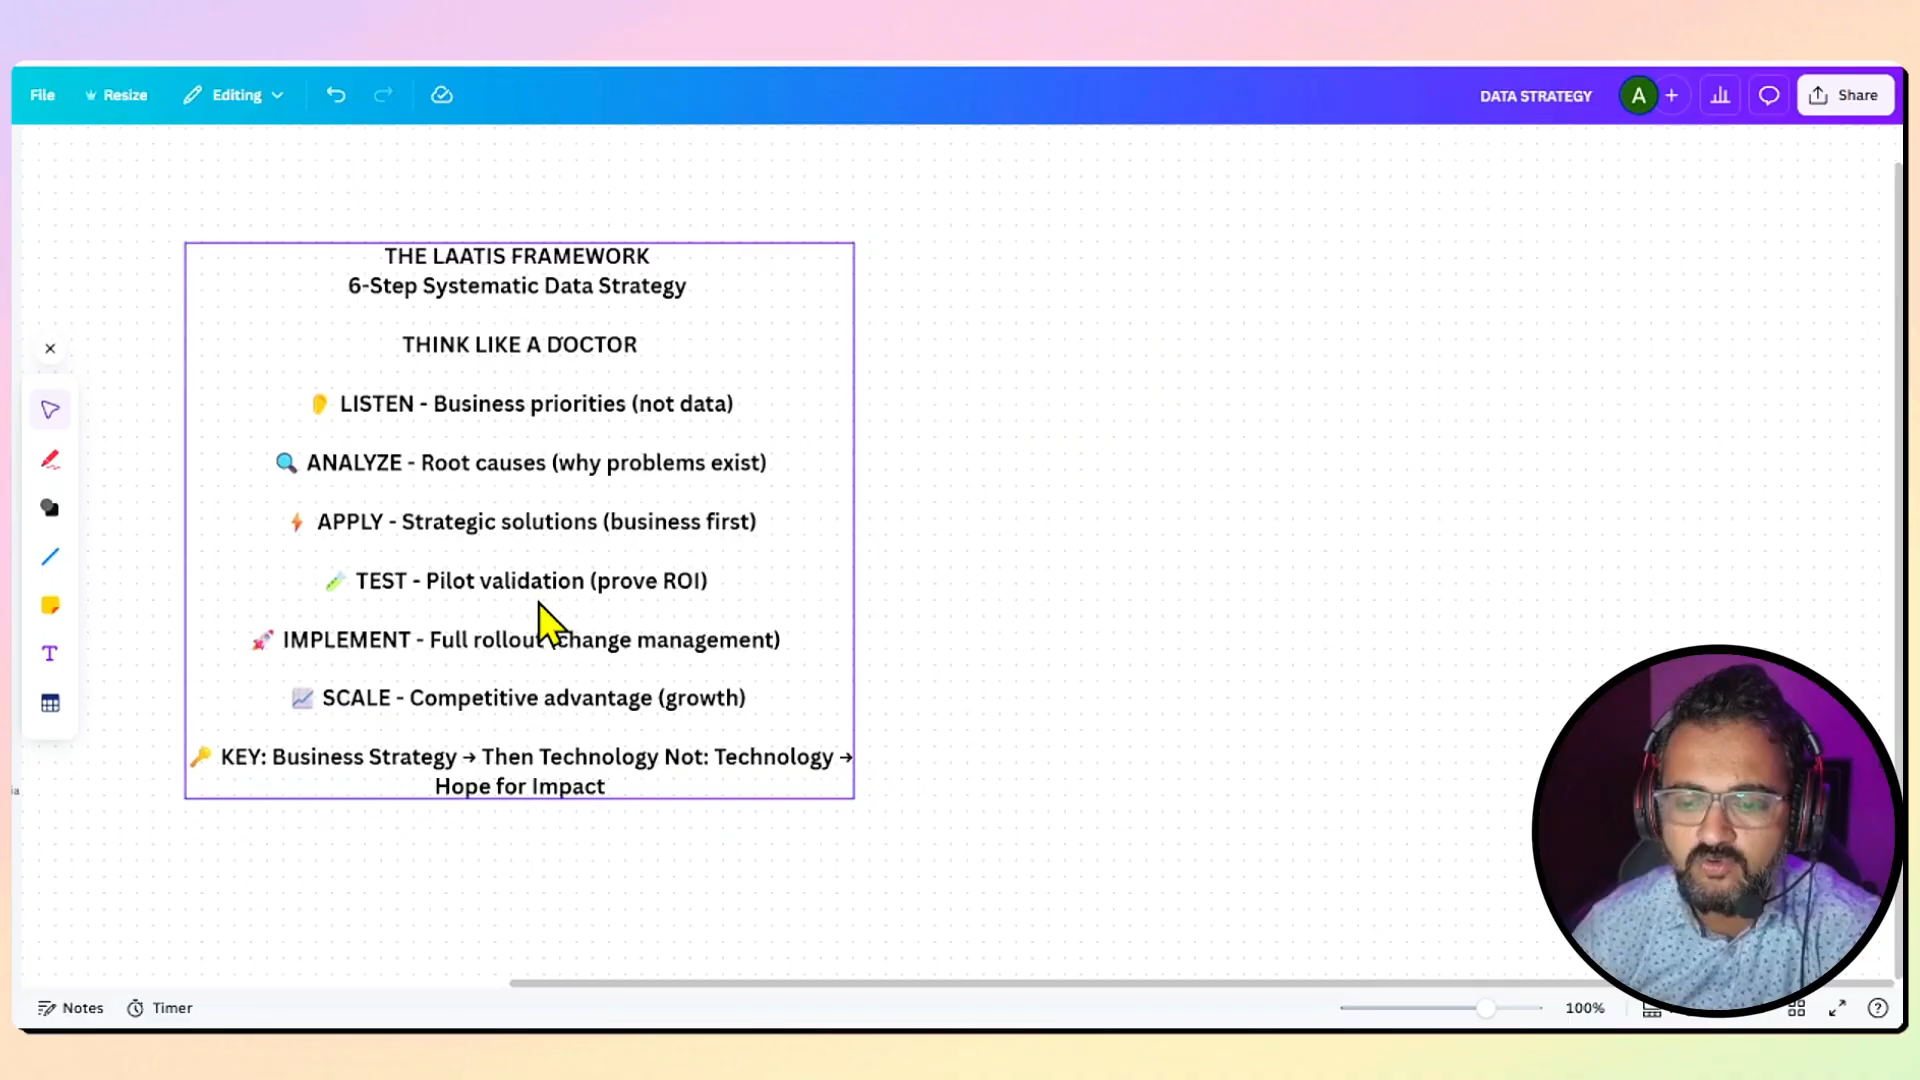 File
Resize
Editing
DATA STRATEGY
A
+
Share
THE LAATIS FRAMEWORK
6-Step Systematic Data Strategy
THINK LIKE A DOCTOR
👂 LISTEN - Business priorities (not data)
🔍 ANALYZE - Root causes (why problems exist)
⚡ APPLY - Strategic solutions (business first)
🧪 TEST - Pilot validation (prove ROI)
🚀 IMPLEMENT - Full rollout change management)
📈 SCALE - Competitive advantage (growth)
🔑 KEY: Business Strategy → Then Technology Not: Technology →
Hope for Impact
T
ia
Notes
Timer
100%